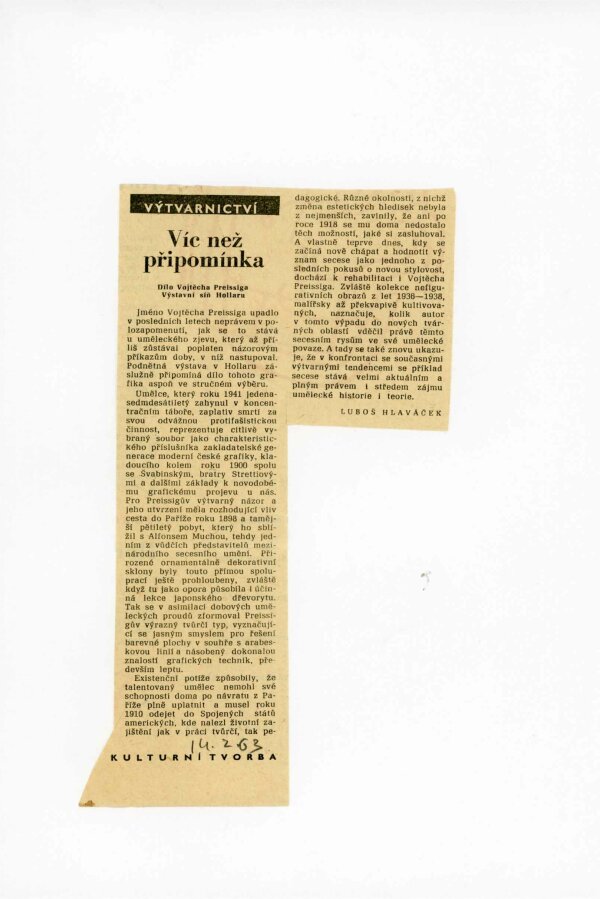 VÝTVARNICTVÍ
Víc než
připomínka
Dílo Vojtěcha Preissiga
Výstavní síň Hollaru
Jméno Vojtěcha Preissiga upadlo
v posledních letech neprávem v po-
lozapomenutí, jak se to stává
u uměleckého zjevu, který až pří-
liš zůstával poplaten názorovým
příkazům doby, v níž nastupoval.
Podnětná výstava v Hollaru zá-
služně připomíná dílo tohoto gra-
fika aspoň ve stručném výběru.
Umělce, který roku 1941 jedena-
sedmdesátiletý zahynul v koncen-
tračním táboře, zaplativ smrtí za
svou odvážnou protifašistickou
činnost, reprezentuje citlivě vy-
braný soubor jako charakteristic-
kého příslušníka zakladatelské ge-
nerace moderní české grafiky, kla-
doucího kolem roku 1900 spolu
se Švabinským, bratry Strettiový-
mi a dalšími základy k novodobé-
mu grafickému projevu u nás.
Pro Preissigův výtvarný názor a
jeho utvrzení měla rozhodující vliv
cesta do Paříže roku 1898 a taměj-
ší pětiletý pobyt, který ho sblí-
žil s Alfonsem Muchou, tehdy jed-
ním z vůdčích představitelů mezi-
národního secesního umění. Při-
rozené ornamentálně dekorativní
sklony byly touto přímou spolu-
prací ještě prohloubeny, zvláště
když tu jako opora působila i účin-
ná lekce japonského dřevorytu.
Tak se v asimilaci dobových umě-
leckých proudů zformoval Preissi-
gův výrazný tvůrčí typ, vyznačují-
cí se jasným smyslem pro řešení
barevné plochy v souhře s arabes-
kovou linií a násobený dokonalou
znalostí grafických technik, pře-
devším leptu.
Existenční potíže způsobily, že
talentovaný umělec nemohl své
schopnosti doma po návratu z Pa-
říže plně uplatnit a musel roku
1910 odejet do Spojených států
amerických, kde nalezl životní za-
jištění jak v práci tvůrčí, tak pe-
14. 2. 63
KULTURNÍ TVORBA
dagogické. Různé okolnosti, z nichž
změna estetických hledisek nebyla
z nejmenších, zavinily, že ani po
roce 1918 se mu doma nedostalo
těch možností, jaké si zasluhoval.
A vlastně teprve dnes, kdy se
začíná nově chápat a hodnotit vý-
znam secese jako jednoho z po-
sledních pokusů o novou stylovost,
dochází k rehabilitaci i Vojtěcha
Preissiga. Zvláště kolekce nefigu-
rativních obrazů z let 1936—1938,
malířsky až překvapivě kultivova-
ných, naznačuje, kolik autor
v tomto výpadu do nových tvár-
ných oblastí vděčil právě těmto
secesním rysům ve své umělecké
povaze. A tady se také znovu ukazu-
je, že v konfrontaci se současnými
výtvarnými tendencemi se příklad
secese stává velmi aktuálním a
plným právem i středem zájmu
umělecké historie i teorie.
LUBOŠ HLAVÁČEK